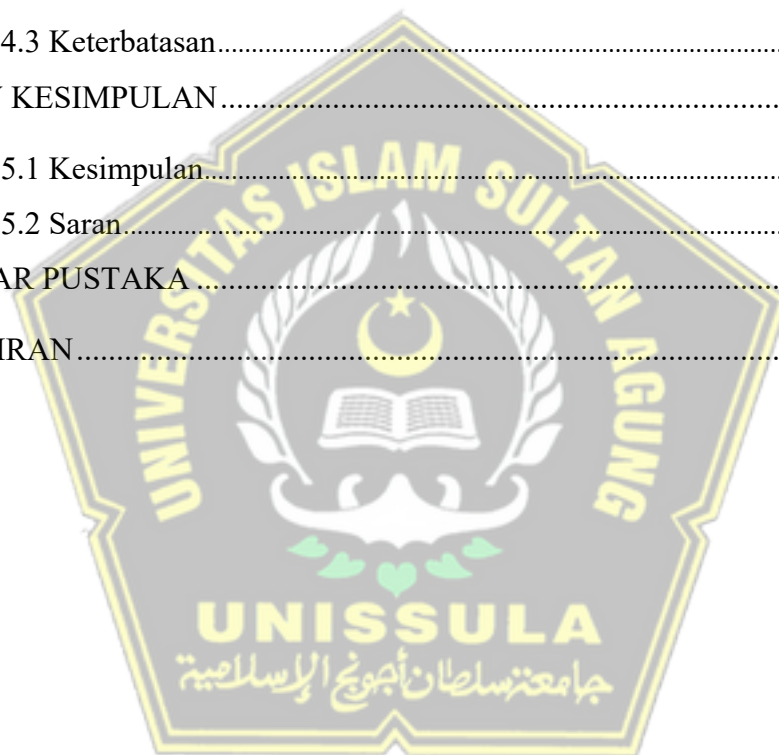 4.3 Keterbatasan................................................................
V KESIMPULAN................................................................
5.1 Kesimpulan................................................................
5.2 Saran................................................................
AR PUSTAKA ................................................................
IRAN................................................................
UNIVERSITAS ISLAM SULTAN AGUNG
UNISSULA
جامعة سلطان أجونج الإسلامية